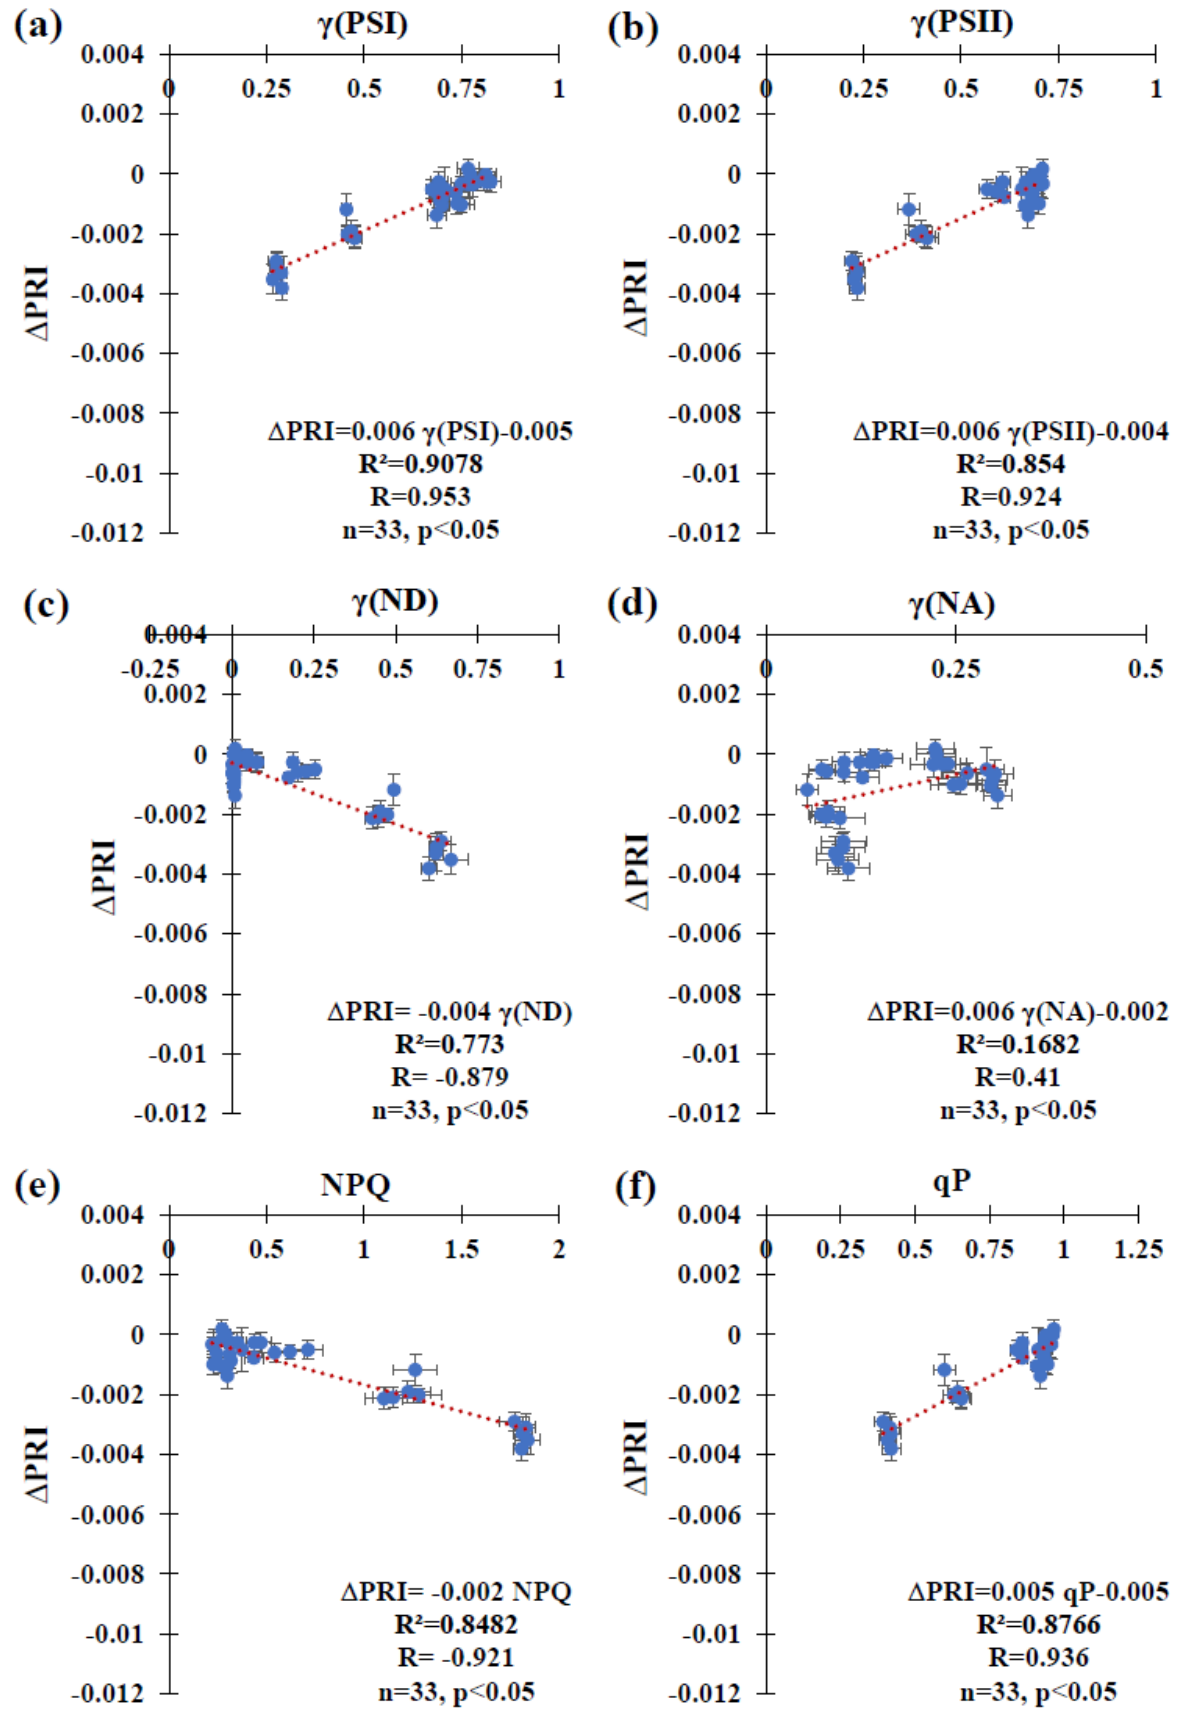 (a)
γ(PSI)
0.004
0 0.25 0.5 0.75 1
0.002
0
-0.002
-0.004
-0.006
-0.008
-0.01
-0.012
ΔPRI
ΔPRI=0.006 γ(PSI)-0.005
R²=0.9078
R=0.953
n=33, p<0.05
(b)
γ(PSII)
0.004
0 0.25 0.5 0.75 1
0.002
0
-0.002
-0.004
-0.006
-0.008
-0.01
-0.012
ΔPRI
ΔPRI=0.006 γ(PSII)-0.004
R²=0.854
R=0.924
n=33, p<0.05
(c)
γ(ND)
0.004
-0.25 0 0.25 0.5 0.75 1
0.002
0
-0.002
-0.004
-0.006
-0.008
-0.01
-0.012
ΔPRI
ΔPRI= -0.004 γ(ND)
R²=0.773
R= -0.879
n=33, p<0.05
(d)
γ(NA)
0.004
0 0.25 0.5
0.002
0
-0.002
-0.004
-0.006
-0.008
-0.01
-0.012
ΔPRI
ΔPRI=0.006 γ(NA)-0.002
R²=0.1682
R=0.41
n=33, p<0.05
(e)
NPQ
0.004
0 0.5 1 1.5 2
0.002
0
-0.002
-0.004
-0.006
-0.008
-0.01
-0.012
ΔPRI
ΔPRI= -0.002 NPQ
R²=0.8482
R= -0.921
n=33, p<0.05
(f)
qP
0.004
0 0.25 0.5 0.75 1 1.25
0.002
0
-0.002
-0.004
-0.006
-0.008
-0.01
-0.012
ΔPRI
ΔPRI=0.005 qP-0.005
R²=0.8766
R=0.936
n=33, p<0.05